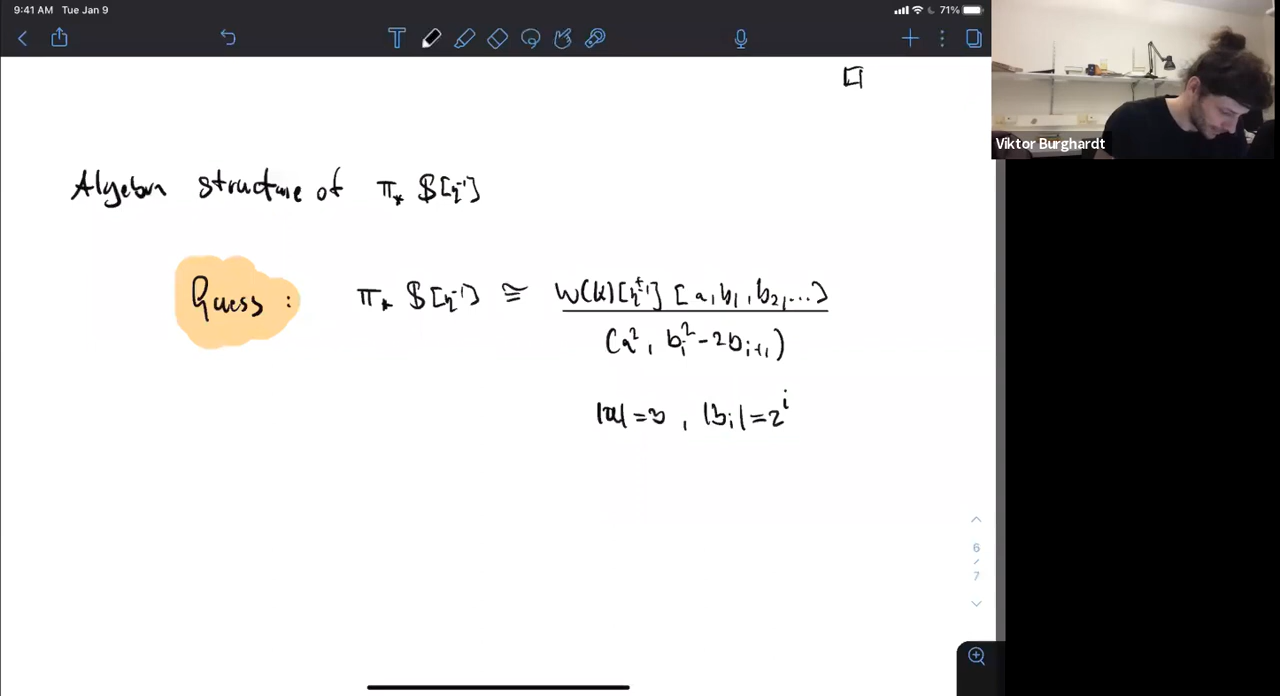 9:41 AM Tue Jan 9
71%
Viktor Burghardt
Algebra structure of π⁎ $[η⁻¹]
Guess: π⁎ $[η⁻¹] ≅ W(k)[η^±1][a, b₁, b₂, ...]
(a², bᵢ² - 2bᵢ₊₁)
|a| = 3, |bᵢ| = 2ⁱ
6
/
7